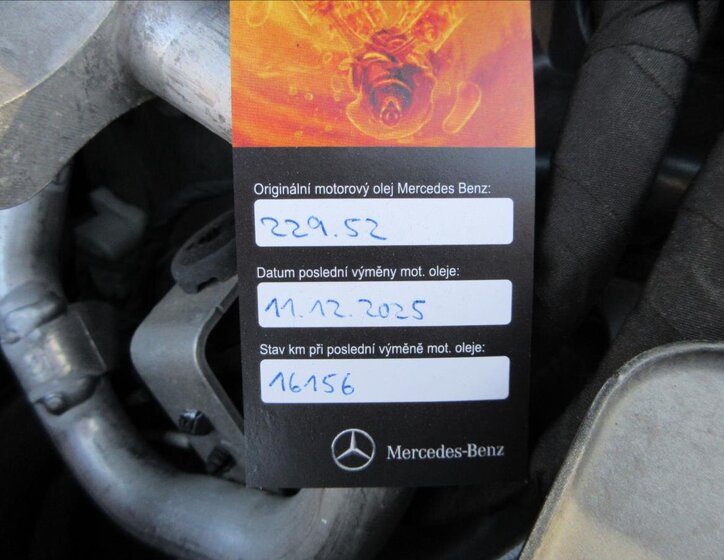 Originální motorový olej Mercedes Benz:
229.52
Datum poslední výměny mot. oleje:
11.12.2025
Stav km při poslední výměně mot. oleje:
16156
Mercedes-Benz